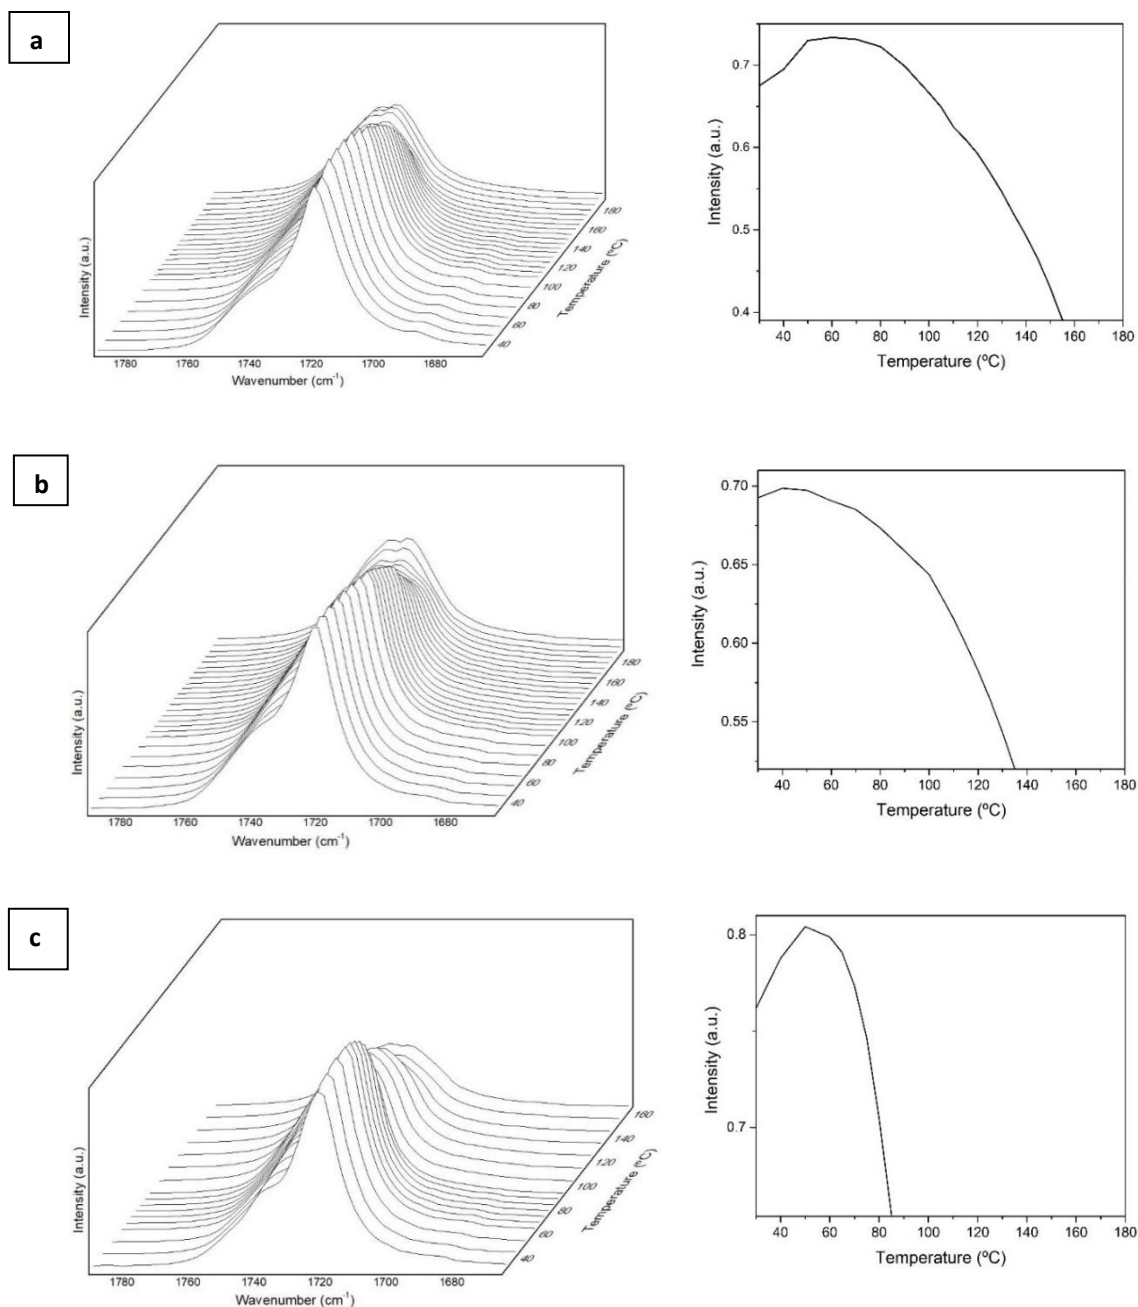 a
Intensity (a.u.)
1780 1760 1740 1720 1700 1680
Wavenumber (cm-1)
40 60 80 100 120 140 160 180
Temperature (ºC)
Intensity (a.u.)
0.7
0.6
0.5
0.4
40 60 80 100 120 140 160 180
Temperature (ºC)
b
Intensity (a.u.)
1780 1760 1740 1720 1700 1680
Wavenumber (cm-1)
40 60 80 100 120 140 160 180
Temperature (ºC)
Intensity (a.u.)
0.70
0.65
0.60
0.55
40 60 80 100 120 140 160 180
Temperature (ºC)
c
Intensity (a.u.)
1780 1760 1740 1720 1700 1680
Wavenumber (cm-1)
40 60 80 100 120 140 160
Temperature (ºC)
Intensity (a.u.)
0.8
0.7
40 60 80 100 120 140 160 180
Temperature (ºC)